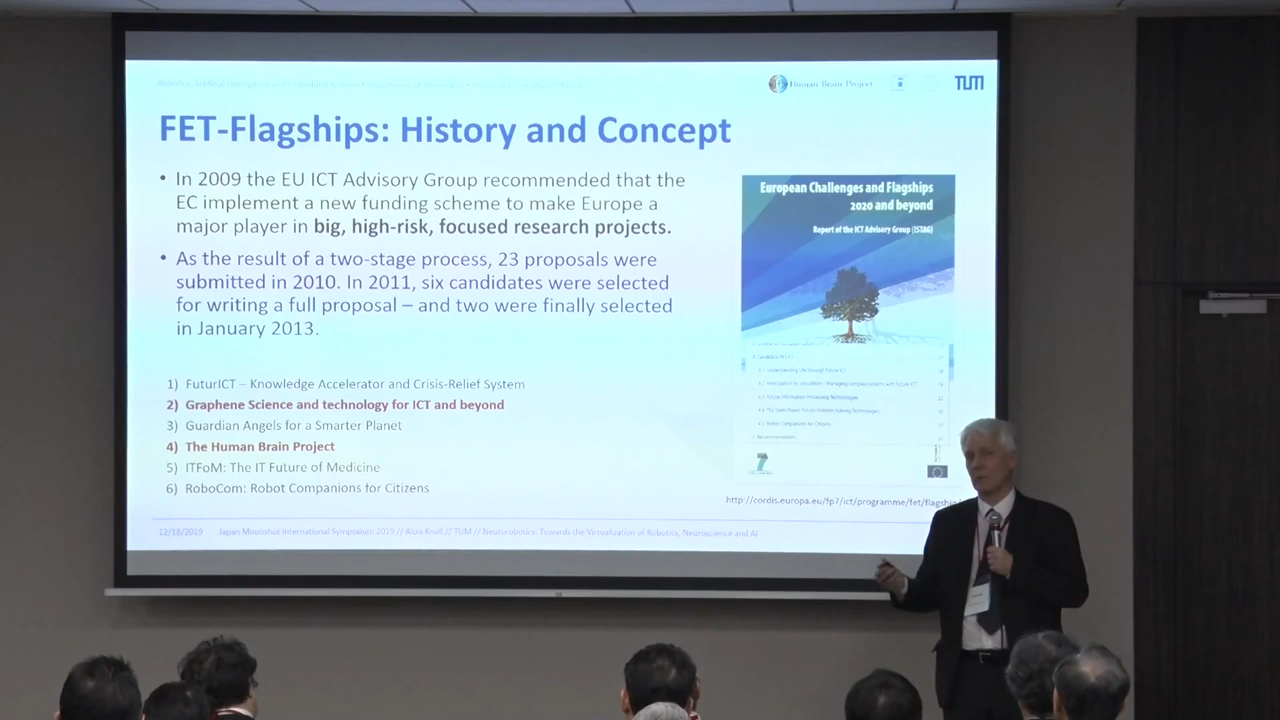 Human Brain Project
TUM
FET-Flagships: History and Concept
• In 2009 the EU ICT Advisory Group recommended that the
EC implement a new funding scheme to make Europe a
major player in big, high-risk, focused research projects.
• As the result of a two-stage process, 23 proposals were
submitted in 2010. In 2011, six candidates were selected
for writing a full proposal – and two were finally selected
in January 2013.
1) FuturICT – Knowledge Accelerator and Crisis-Relief System
2) Graphene Science and technology for ICT and beyond
3) Guardian Angels for a Smarter Planet
4) The Human Brain Project
5) ITFoM: The IT Future of Medicine
6) RoboCom: Robot Companions for Citizens
European Challenges and Flagships
2020 and beyond
Report of the ICT Advisory Group (ISTAG)
http://cordis.europa.eu/fp7/ict/programme/fet/flagship
12/18/2019 Japan Moonshot International Symposium 2019 // Alois Knoll // TUM // Neurorobotics: Towards the Virtualization of Robotics, Neuroscience and AI